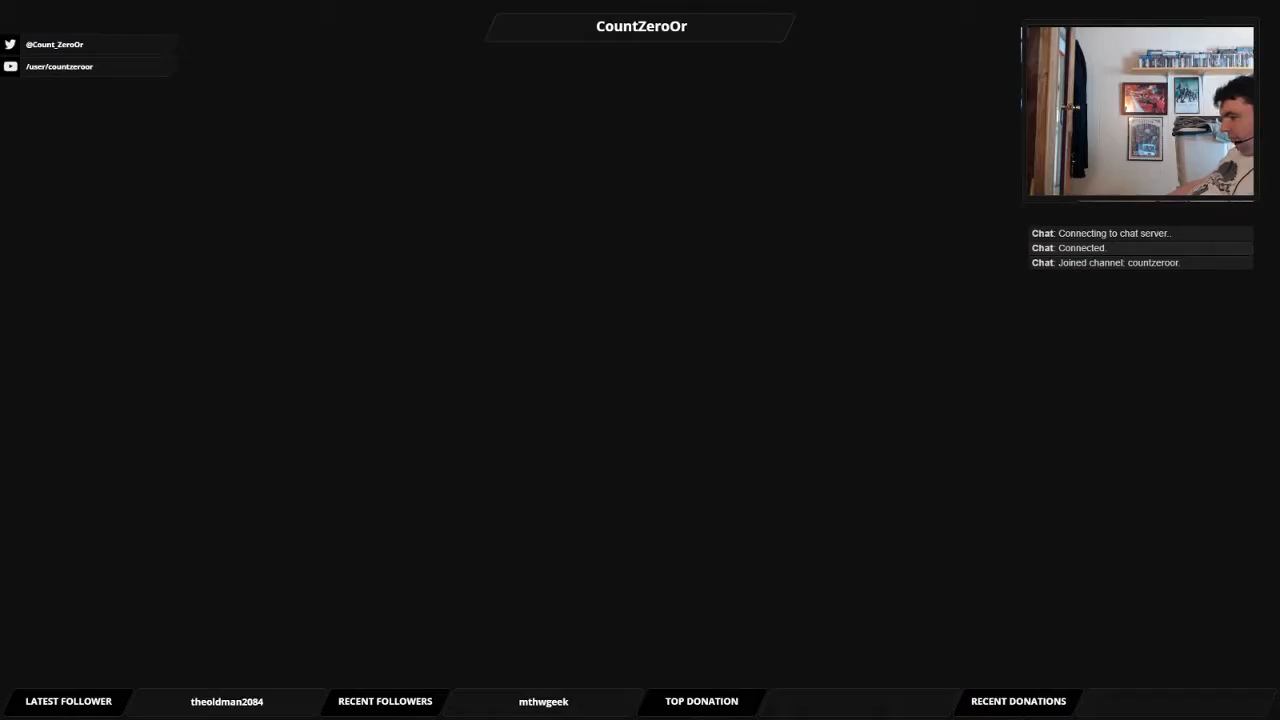 CountZeroOr
@Count_ZeroOr
/user/countzeroor
Chat: Connecting to chat server..
Chat: Connected.
Chat: Joined channel: countzeroor.
LATEST FOLLOWER theoldman2084 RECENT FOLLOWERS mthwgeek TOP DONATION RECENT DONATIONS